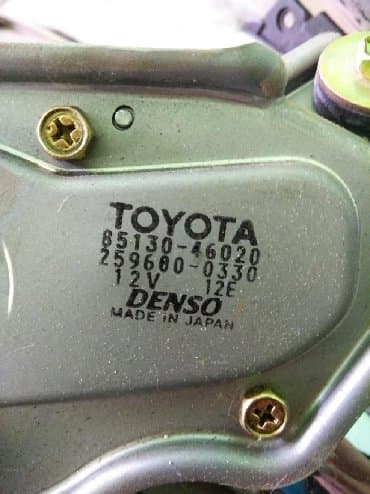 TOYOTA
85130-46020
259600-0330
12V 12E
DENSO
MADE IN JAPAN